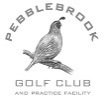 PEBBLEBROOK
GOLF CLUB
AND PRACTICE FACILITY